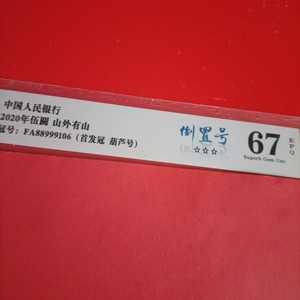 中国人民银行
2020年伍圆 山外有山
冠号：FA88999106（首发冠 葫芦号）
倒置号
☆☆☆
67
EPQ
Superb Gem Unc